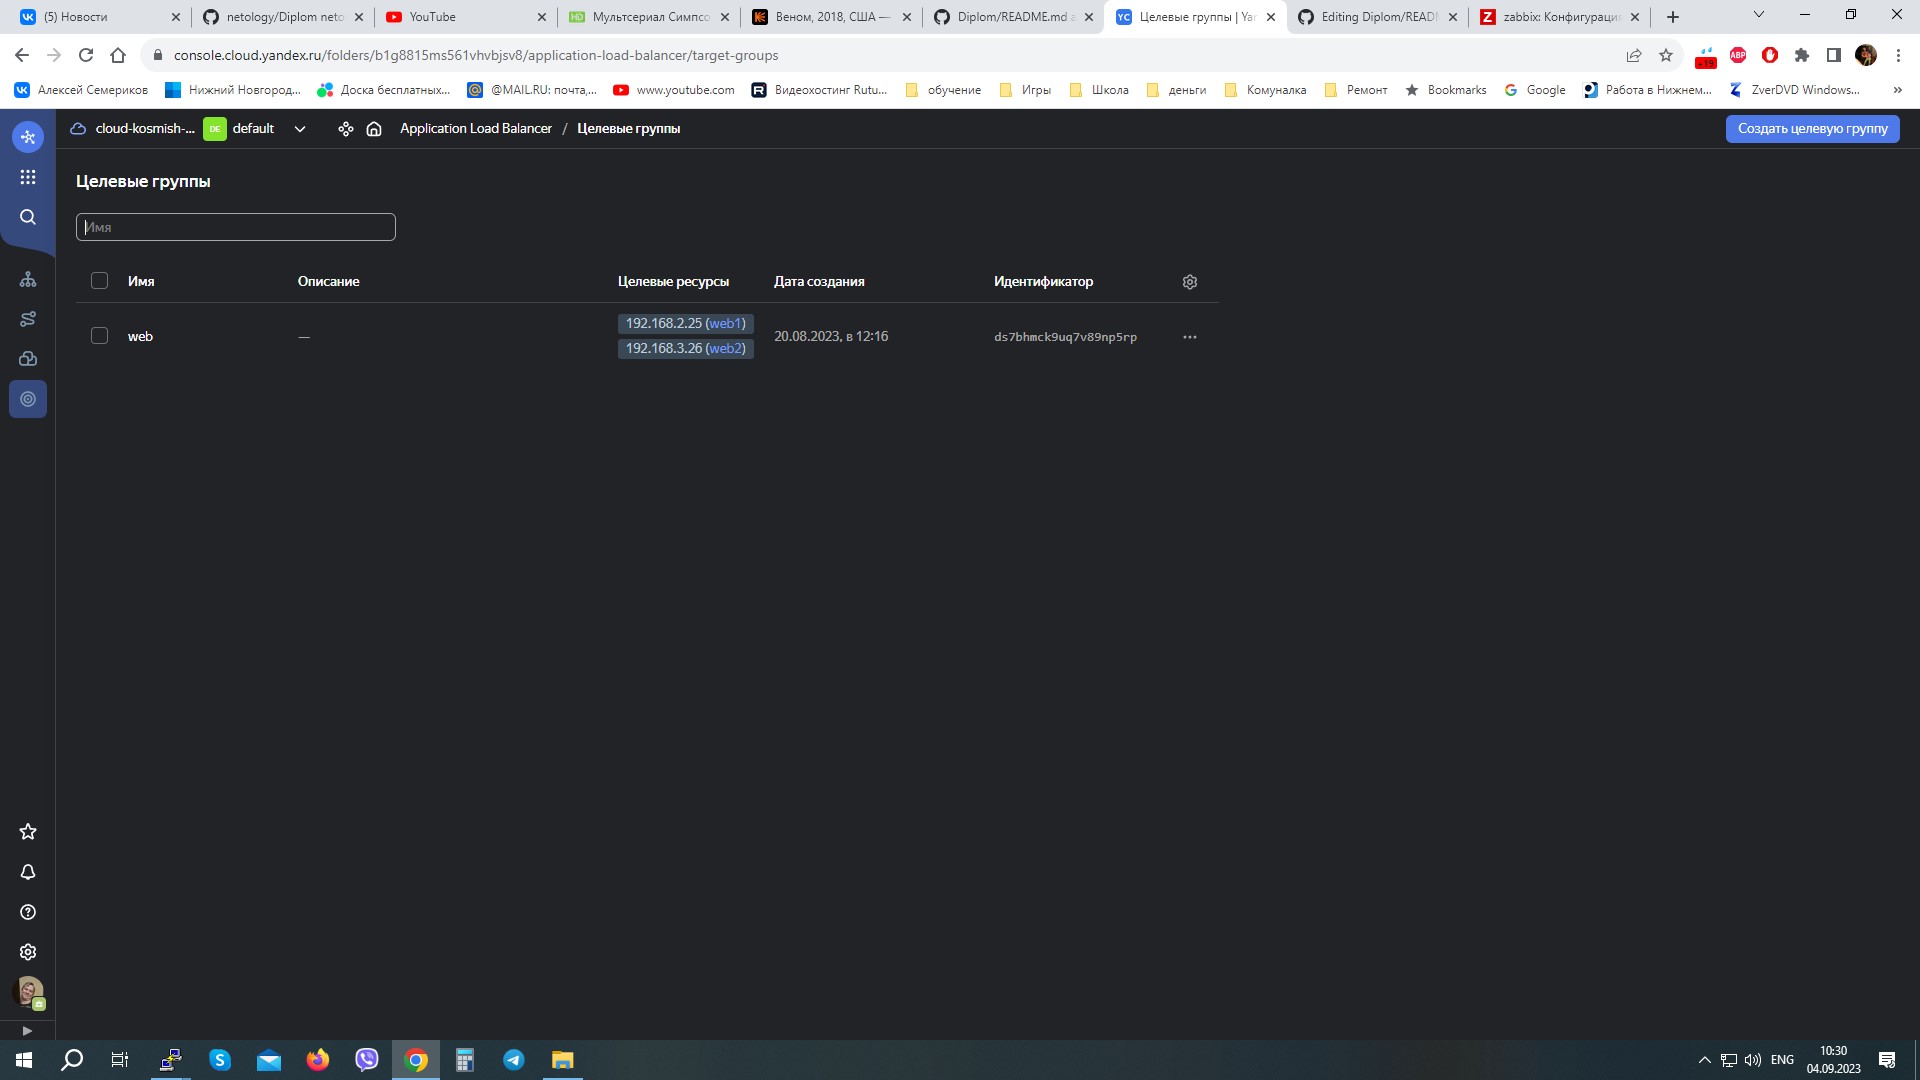 (5) Новости
netology/Diplom neto
YouTube
Мультсериал Симпсо
Веном, 2018, США —
Diplom/README.md a
Целевые группы | Yan
Editing Diplom/READM
zabbix: Конфигурация
console.cloud.yandex.ru/folders/b1g8815ms561vhvbjsv8/application-load-balancer/target-groups
+19
ABP
Алексей Семериков
Нижний Новгород...
Доска бесплатных...
@MAIL.RU: почта,...
www.youtube.com
Видеохостинг Rutu...
обучение
Игры
Школа
деньги
Комуналка
Ремонт
Bookmarks
Google
Работа в Нижнем...
ZverDVD Windows...
»
cloud-kosmish-...
DE
default
Application Load Balancer / Целевые группы
Создать целевую группу
Целевые группы
Имя
Имя Описание Целевые ресурсы Дата создания Идентификатор
web — 192.168.2.25 (web1) 20.08.2023, в 12:16 ds7bhmck9uq7v89np5rp
192.168.3.26 (web2)
ENG
10:30
04.09.2023